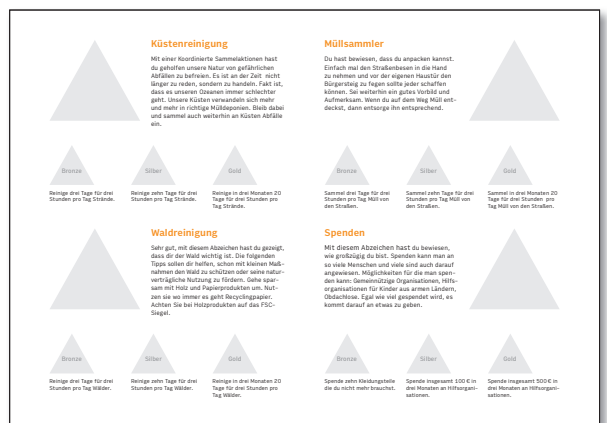 Küstenreinigung
Mit einer Koordinierte Sammelaktionen hast
du geholfen unsere Natur von gefährlichen
Abfällen zu befreien. Es ist an der Zeit nicht
länger zu reden, sondern zu handeln. Fakt ist,
dass es unseren Ozeanen immer schlechter
geht. Unsere Küsten verwandeln sich mehr
und mehr in richtige Mülldeponien. Bleib dabei
und sammel auch weiterhin an Küsten Abfälle
ein.
Bronze
Silber
Gold
Reinige drei Tage für drei
Stunden pro Tag Strände.
Reinige zehn Tage für drei
Stunden pro Tag Strände.
Reinige in drei Monaten 20
Tage für drei Stunden pro
Tag Strände.
Müllsammler
Du hast bewiesen, dass du anpacken kannst.
Einfach mal den Straßenbesen in die Hand
zu nehmen und vor der eigenen Haustür den
Bürgersteig zu fegen sollte jeder schaffen
können. Sei weiterhin ein gutes Vorbild und
Aufmerksam. Wenn du auf dem Weg Müll ent-
deckst, dann entsorge ihn entsprechend.
Bronze
Silber
Gold
Sammel drei Tage für drei
Stunden pro Tag Müll von
den Straßen.
Sammel zehn Tage für drei
Stunden pro Tag Müll von
den Straßen.
Sammel in drei Monaten 20
Tage für drei Stunden pro
Tag Müll von den Straßen.
Waldreinigung
Sehr gut, mit diesem Abzeichen hast du gezeigt,
dass dir der Wald wichtig ist. Die folgenden
Tipps sollen dir helfen, schon mit kleinen Maß-
nahmen den Wald zu schützen oder seine natur-
verträgliche Nutzung zu fördern. Gehe spar-
sam mit Holz und Papierprodukten um. Nut-
zen sie wo immer es geht Recyclingpapier.
Achten Sie bei Holzprodukten auf das FSC-
Siegel.
Bronze
Silber
Gold
Reinige drei Tage für drei
Stunden pro Tag Wälder.
Reinige zehn Tage für drei
Stunden pro Tag Wälder.
Reinige in drei Monaten 20
Tage für drei Stunden pro
Tag Wälder.
Spenden
Mit diesem Abzeichen hast du bewiesen,
wie großzügig du bist. Spenden kann man an
so viele Menschen und viele sind auch darauf
angewiesen. Möglichkeiten für die man spen-
den kann: Gemeinnützige Organisationen, Hilfs-
organisationen für Kinder aus armen Ländern,
Obdachlose. Egal wie viel gespendet wird, es
kommt darauf an etwas zu geben.
Bronze
Silber
Gold
Spende zehn Kleidungsteile
die du nicht mehr brauchst.
Spende insgesamt 100 € in
drei Monaten an Hilfsorgani-
sationen.
Spende insgesamt 500 € in
drei Monaten an Hilfsorgani-
sationen.